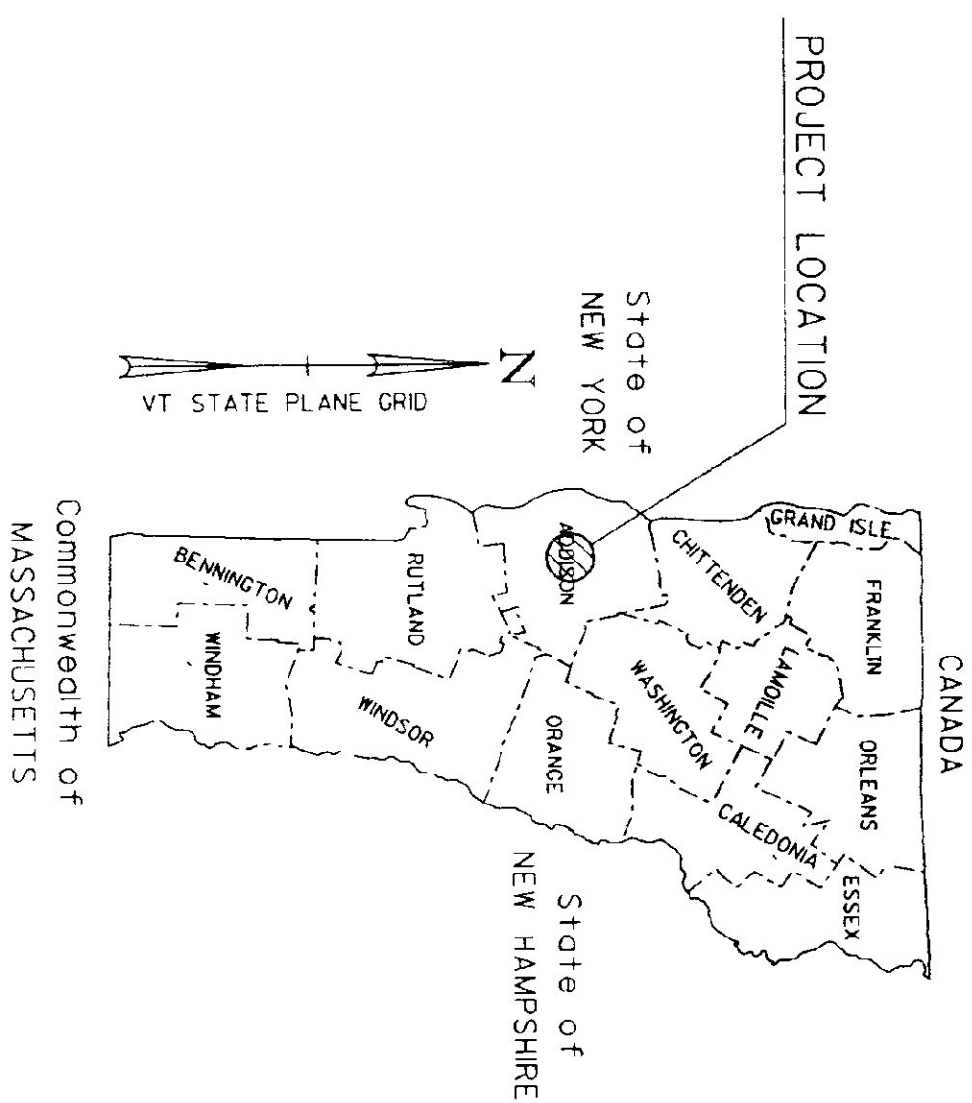 PROJECT LOCATION
CANADA
GRAND ISLE
FRANKLIN
ORLEANS
ESSEX
CHITTENDEN
LAMOILLE
CALEDONIA
WASHINGTON
ADDISON
ORANGE
RUTLAND
WINDSOR
BENNINGTON
WINDHAM
State of
NEW YORK
N
VT STATE PLANE GRID
State of
NEW HAMPSHIRE
Commonwealth of
MASSACHUSETTS